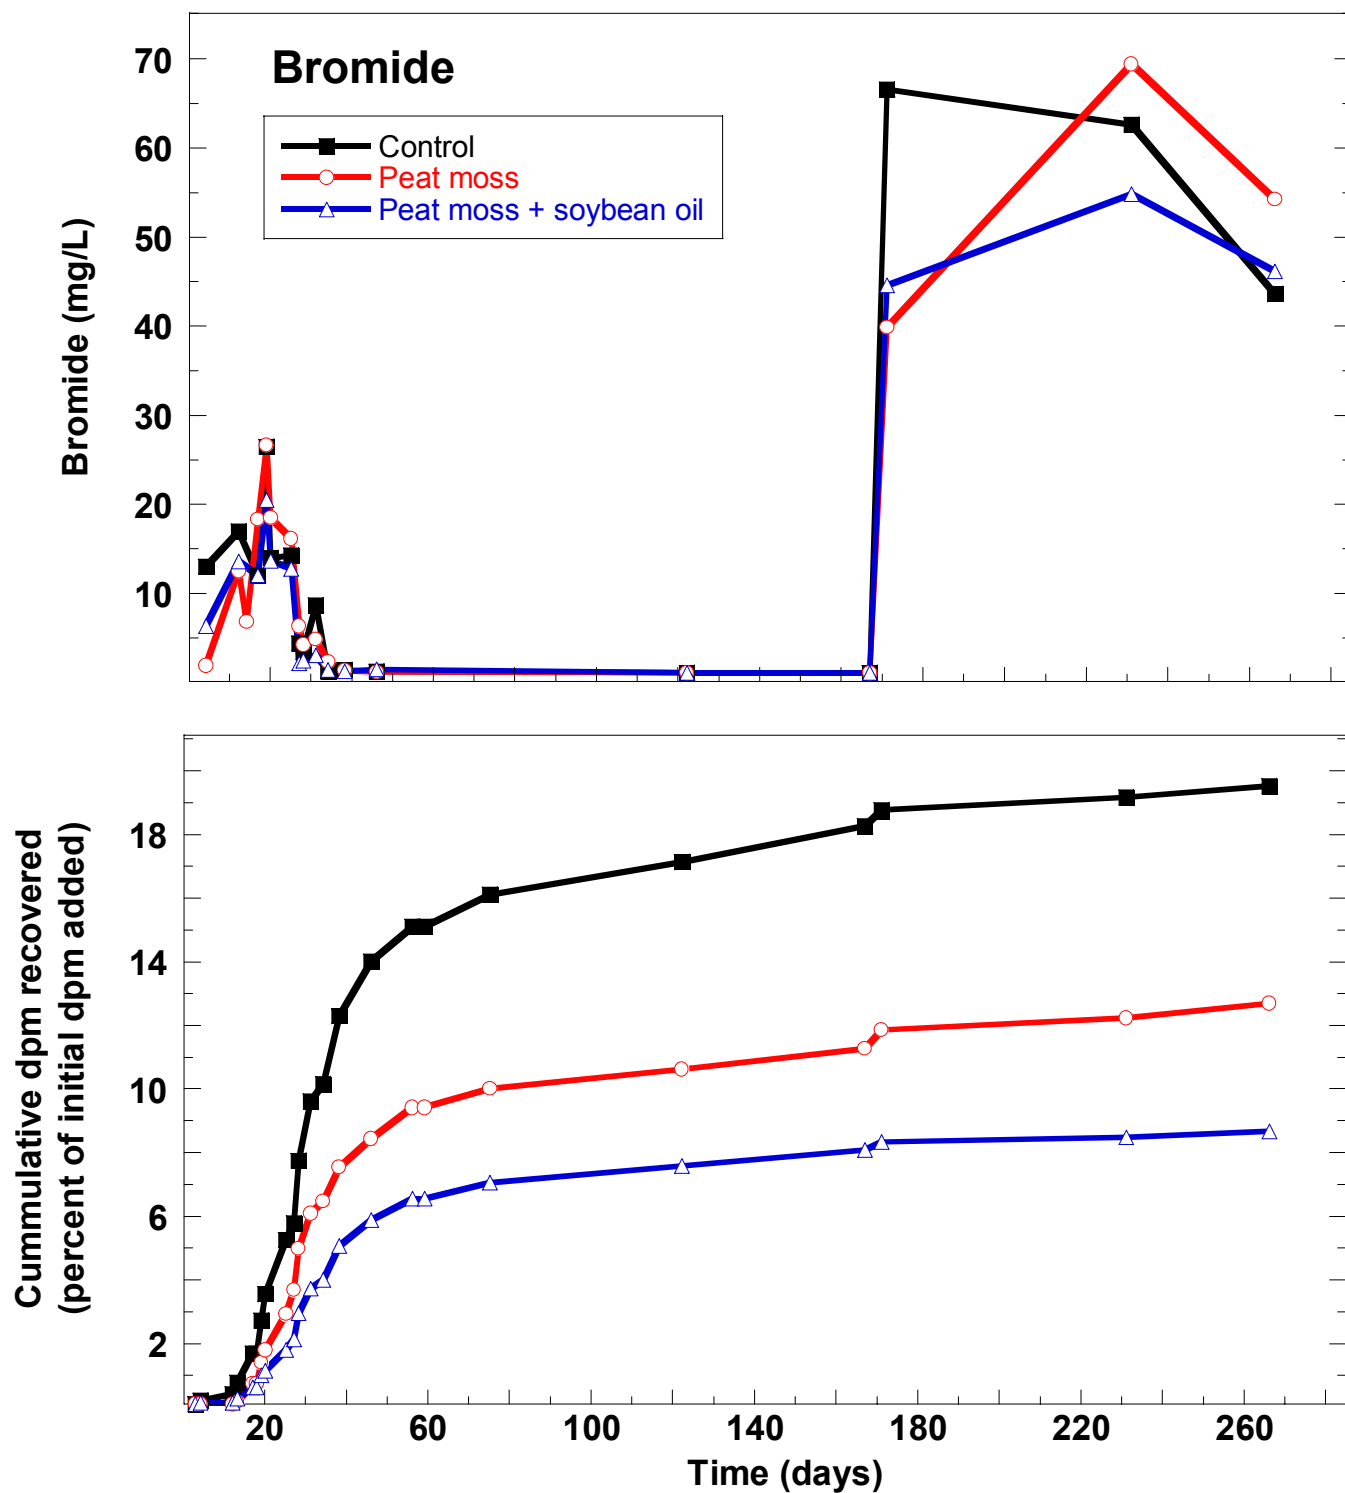 Bromide
Control
Peat moss
Peat moss + soybean oil
Bromide (mg/L)
70
60
50
40
30
20
10
Cummulative dpm recovered
(percent of initial dpm added)
18
14
10
6
2
20
60
100
140
180
220
260
Time (days)